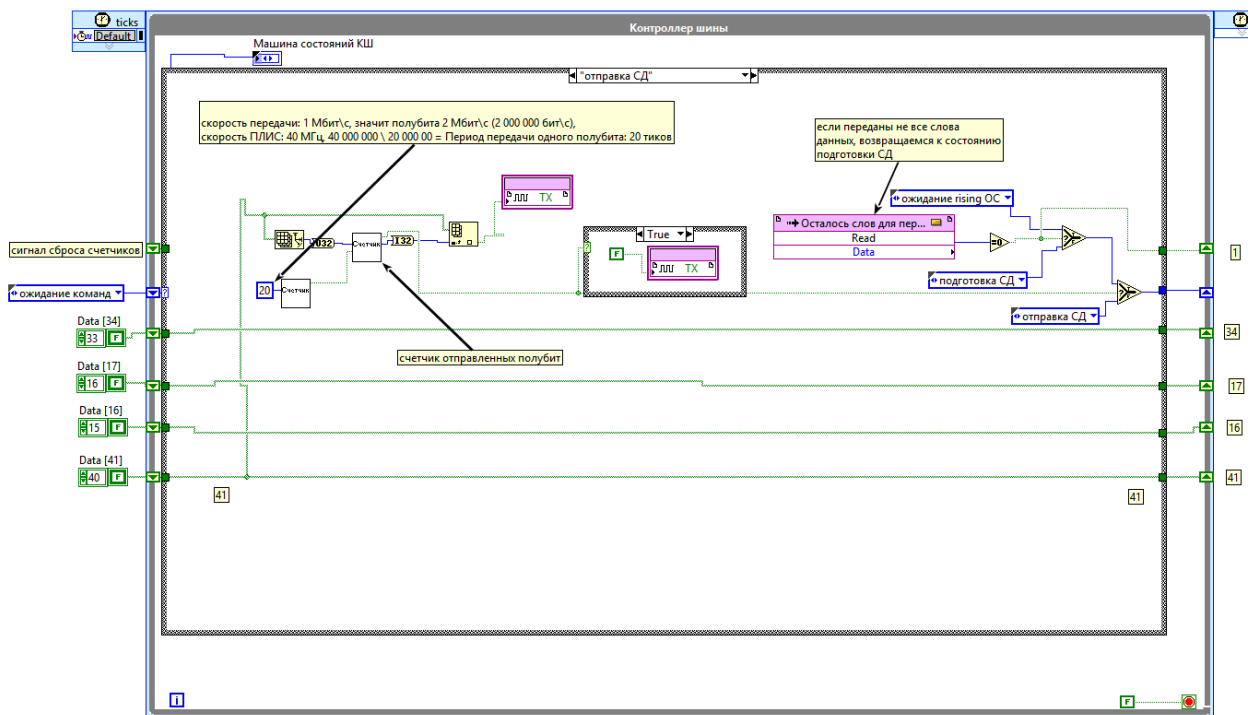 ticks
Default
Контроллер шины
Машина состояний КШ
"отправка СД"
скорость передачи: 1 Мбит\с, значит полубита 2 Мбит\с (2 000 000 бит\с),
скорость ПЛИС: 40 МГц, 40 000 000 \ 20 000 00 = Период передачи одного полубита: 20 тиков
если переданы не все слова
данных, возвращаемся к состоянию
подготовки СД
TX
ожидание rising ОС
Осталось слов для пер...
Read
Data
=0
U32
Счетчик
I32
True
F
TX
сигнал сброса счетчиков
1
20
Счетчик
подготовка СД
ожидание команд
отправка СД
Data [34]
33
F
34
счетчик отправленных полубит
Data [17]
16
F
17
Data [16]
15
F
16
Data [41]
40
F
41
41
41
i
F